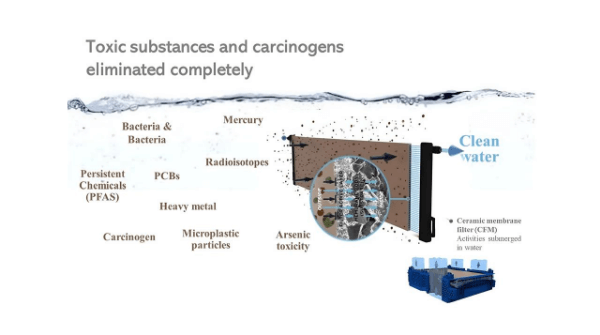 Toxic substances and carcinogens
eliminated completely
Mercury
Bacteria &
Bacteria
Clean
water
Radioisotopes
Persistent
Chemicals
(PFAS)
PCBs
Heavy metal
Carcinogen
Microplastic
particles
Arsenic
toxicity
• Ceramic membrane
filter (CFM)
Activities submerged
in water